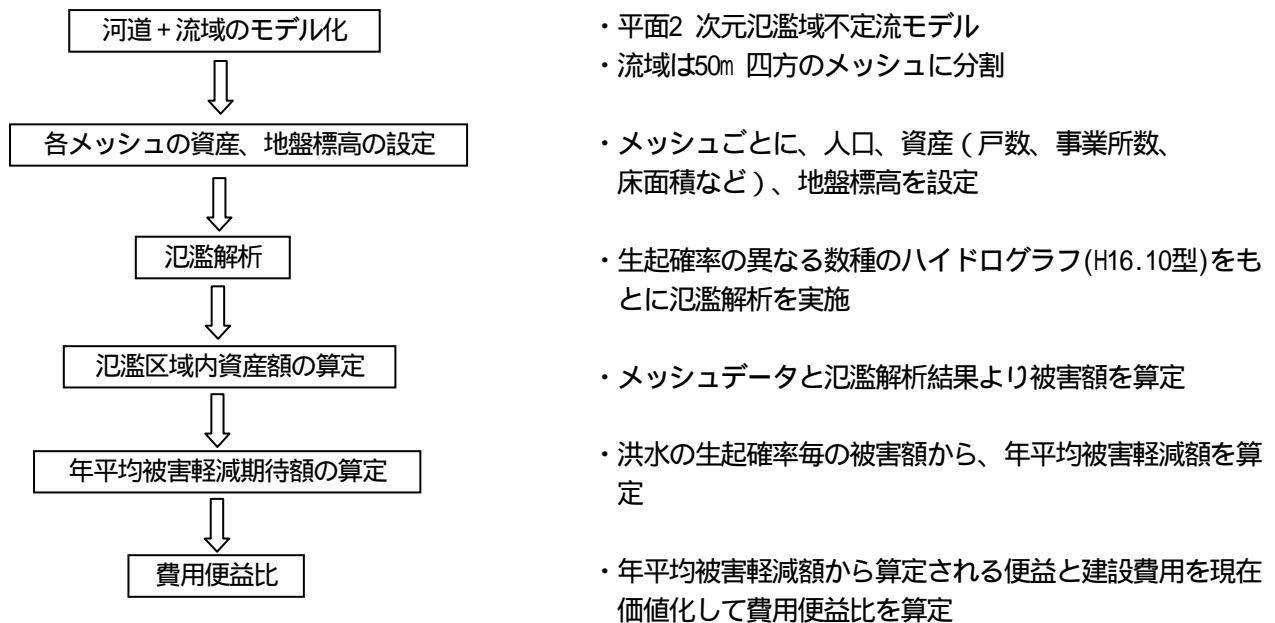 河道+流域のモデル化
・平面2 次元氾濫域不定流モデル
・流域は50m 四方のメッシュに分割
各メッシュの資産、地盤標高の設定
・メッシュごとに、人口、資産(戸数、事業所数、
床面積など)、地盤標高を設定
氾濫解析
・生起確率の異なる数種のハイドログラフ(H16.10型)をも
とに氾濫解析を実施
氾濫区域内資産額の算定
・メッシュデータと氾濫解析結果より被害額を算定
年平均被害軽減期待額の算定
・洪水の生起確率毎の被害額から、年平均被害軽減額を算
定
費用便益比
・年平均被害軽減額から算定される便益と建設費用を現在
価値化して費用便益比を算定